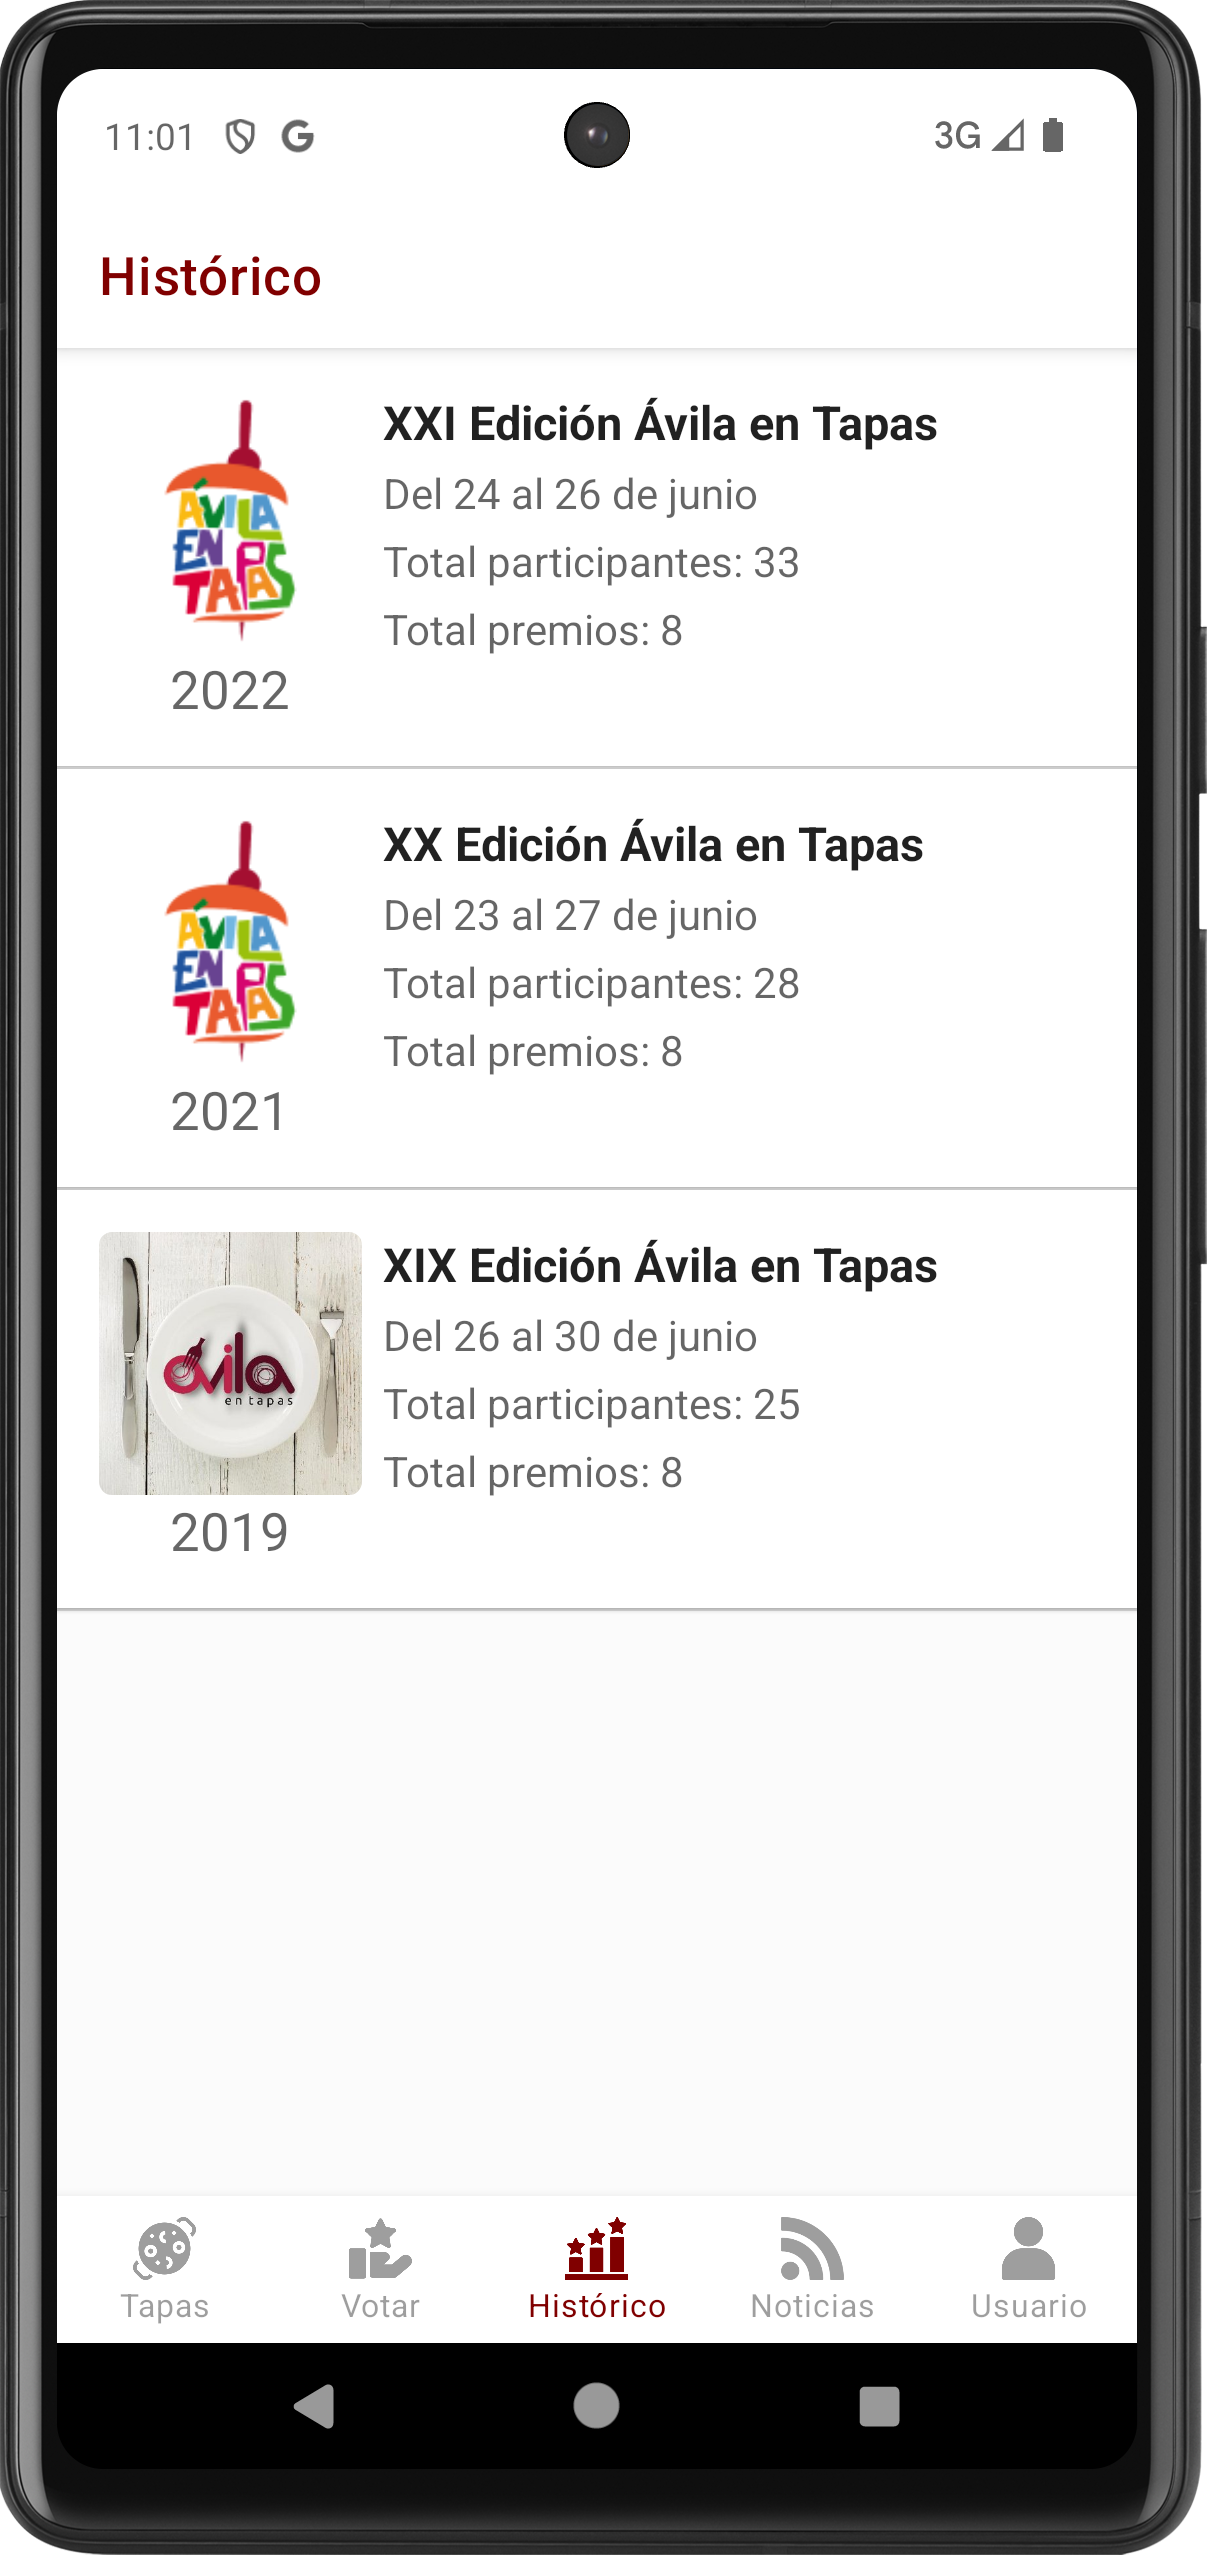 11:01
3G
Histórico
ÁVILA
EN
TAPAS
2022
XXI Edición Ávila en Tapas
Del 24 al 26 de junio
Total participantes: 33
Total premios: 8
ÁVILA
EN
TAPAS
2021
XX Edición Ávila en Tapas
Del 23 al 27 de junio
Total participantes: 28
Total premios: 8
ávila
en tapas
2019
XIX Edición Ávila en Tapas
Del 26 al 30 de junio
Total participantes: 25
Total premios: 8
Tapas
Votar
Histórico
Noticias
Usuario